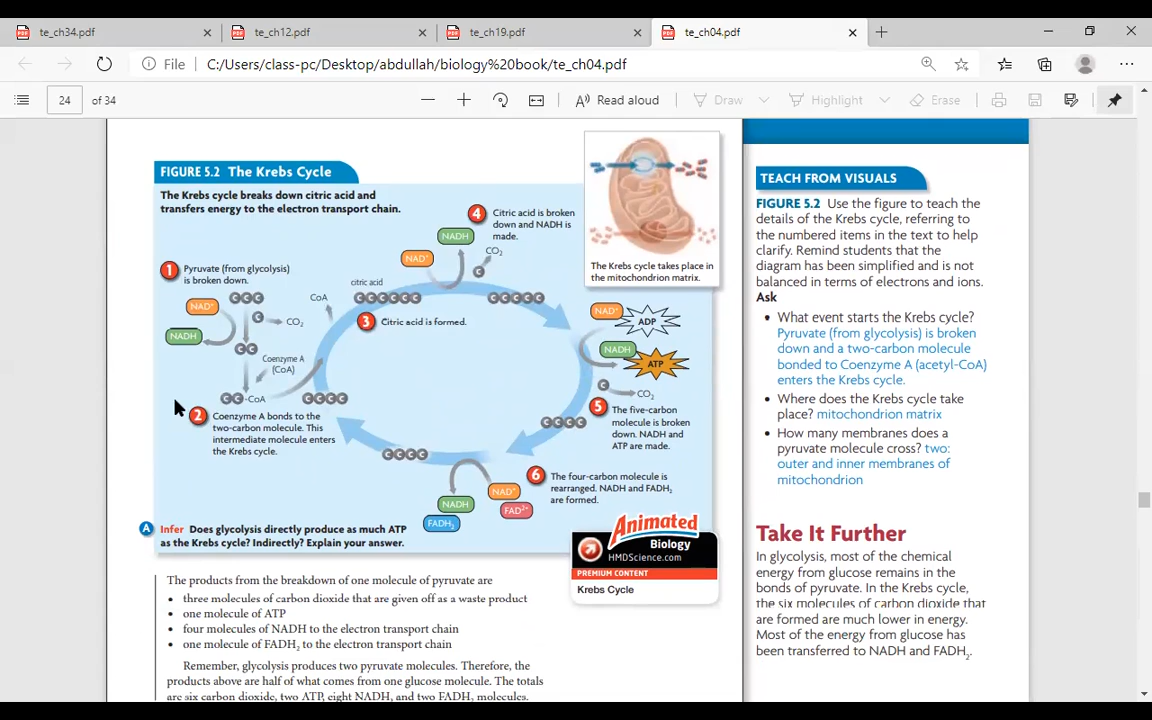 te_ch34.pdf
te_ch12.pdf
te_ch19.pdf
te_ch04.pdf
File C:/Users/class-pc/Desktop/abdullah/biology%20book/te_ch04.pdf
24 of 34
Read aloud
Draw
Highlight
Erase
FIGURE 5.2 The Krebs Cycle
The Krebs cycle breaks down citric acid and
transfers energy to the electron transport chain.
1 Pyruvate (from glycolysis)
is broken down.
NAD⁺
NADH
C C C
C
CO₂
C C
Coenzyme A
(CoA)
C C -CoA
2 Coenzyme A bonds to the
two-carbon molecule. This
intermediate molecule enters
the Krebs cycle.
CoA
citric acid
C C C C C C
3 Citric acid is formed.
C C C C
4 Citric acid is broken
down and NADH is
made.
NADH
NAD⁺
CO₂
C
C C C C C
The Krebs cycle takes place in
the mitochondrion matrix.
NAD⁺
ADP
NADH
ATP
C
CO₂
5 The five-carbon
molecule is broken
down. NADH and
ATP are made.
C C C C
6 The four-carbon molecule is
rearranged. NADH and FADH₂
are formed.
NAD⁺
FAD²⁺
NADH
FADH₂
C C C C
A Infer Does glycolysis directly produce as much ATP
as the Krebs cycle? Indirectly? Explain your answer.
Animated
Biology
HMDScience.com
PREMIUM CONTENT
Krebs Cycle
The products from the breakdown of one molecule of pyruvate are
• three molecules of carbon dioxide that are given off as a waste product
• one molecule of ATP
• four molecules of NADH to the electron transport chain
• one molecule of FADH₂ to the electron transport chain
Remember, glycolysis produces two pyruvate molecules. Therefore, the
products above are half of what comes from one glucose molecule. The totals
are six carbon dioxide, two ATP, eight NADH, and two FADH₂ molecules.
TEACH FROM VISUALS
FIGURE 5.2 Use the figure to teach the
details of the Krebs cycle, referring to
the numbered items in the text to help
clarify. Remind students that the
diagram has been simplified and is not
balanced in terms of electrons and ions.
Ask
• What event starts the Krebs cycle?
Pyruvate (from glycolysis) is broken
down and a two-carbon molecule
bonded to Coenzyme A (acetyl-CoA)
enters the Krebs cycle.
• Where does the Krebs cycle take
place? mitochondrion matrix
• How many membranes does a
pyruvate molecule cross? two:
outer and inner membranes of
mitochondrion
Take It Further
In glycolysis, most of the chemical
energy from glucose remains in the
bonds of pyruvate. In the Krebs cycle,
the six molecules of carbon dioxide that
are formed are much lower in energy.
Most of the energy from glucose has
been transferred to NADH and FADH₂.